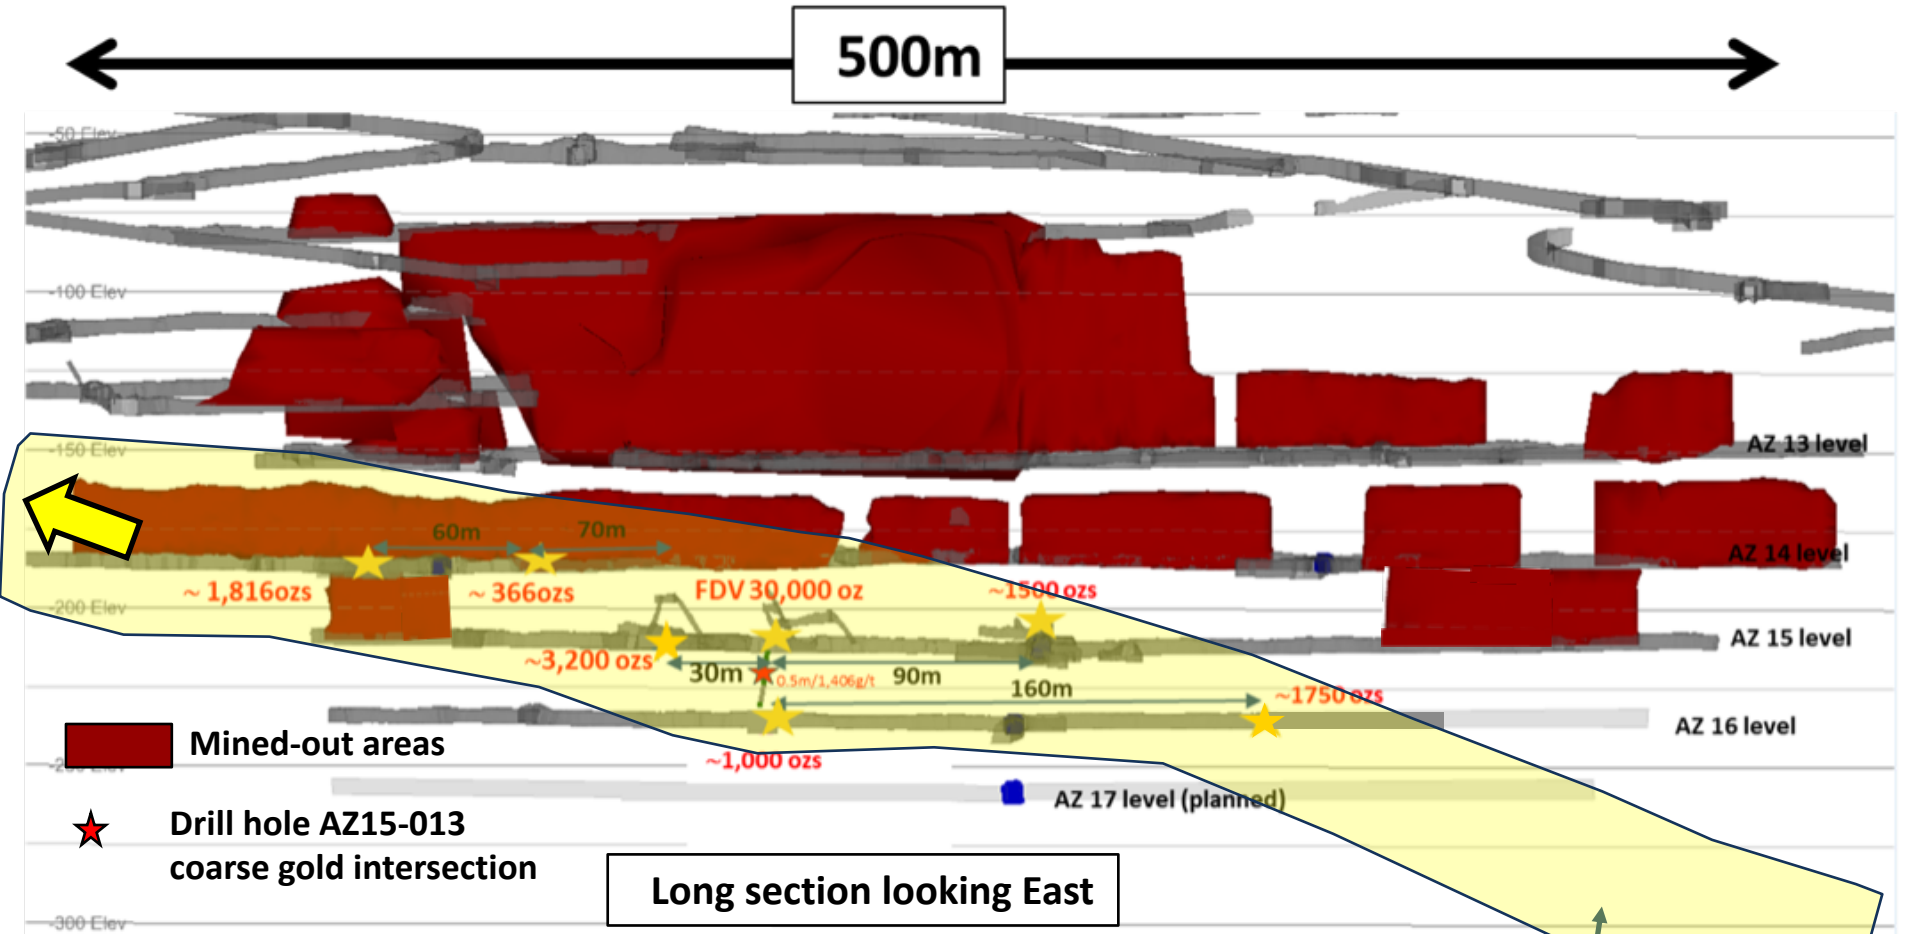 500m
-50 Elev
-100 Elev
-150 Elev
AZ 13 level
60m
70m
AZ 14 level
~ 1,816ozs
~ 366ozs
FDV 30,000 oz
~1500 ozs
-200 Elev
AZ 15 level
~3,200 ozs
30m
0.5m/1,406g/t
90m
160m
~1750 ozs
AZ 16 level
Mined-out areas
~1,000 ozs
AZ 17 level (planned)
Drill hole AZ15-013
coarse gold intersection
Long section looking East
-300 Elev